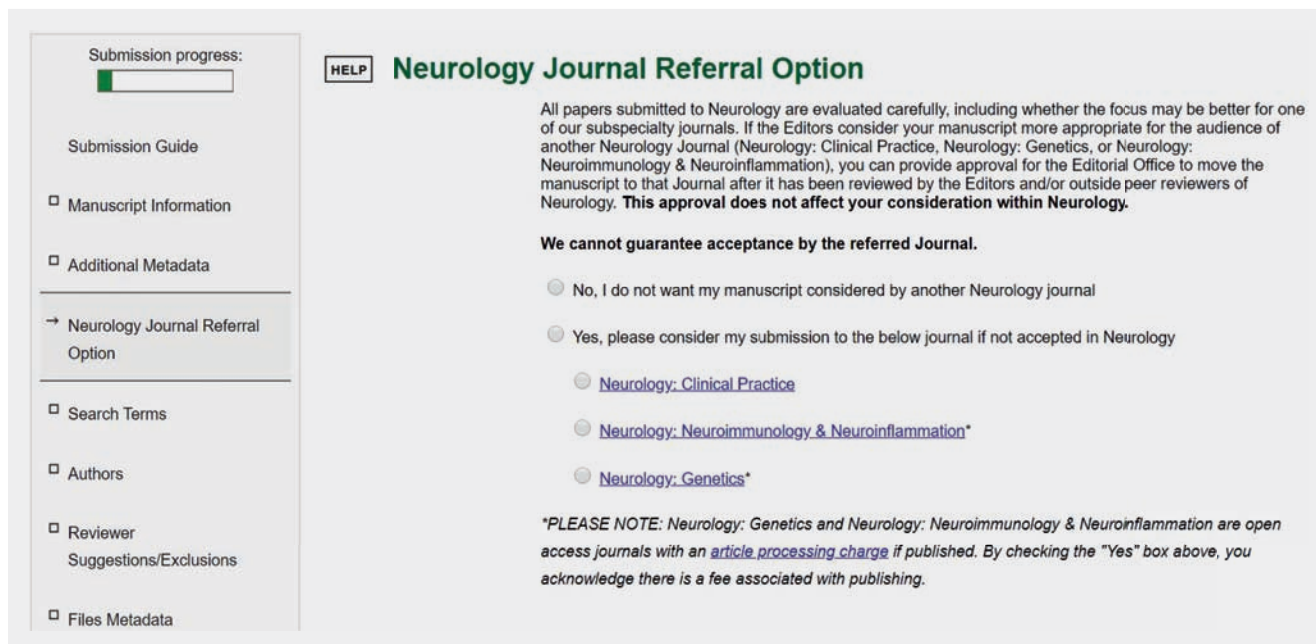 Submission progress:
Submission Guide
Manuscript Information
Additional Metadata
→ Neurology Journal Referral
Option
Search Terms
Authors
Reviewer
Suggestions/Exclusions
Files Metadata
HELP Neurology Journal Referral Option
All papers submitted to Neurology are evaluated carefully, including whether the focus may be better for one
of our subspecialty journals. If the Editors consider your manuscript more appropriate for the audience of
another Neurology Journal (Neurology: Clinical Practice, Neurology: Genetics, or Neurology:
Neuroimmunology & Neuroinflammation), you can provide approval for the Editorial Office to move the
manuscript to that Journal after it has been reviewed by the Editors and/or outside peer reviewers of
Neurology. This approval does not affect your consideration within Neurology.
We cannot guarantee acceptance by the referred Journal.
No, I do not want my manuscript considered by another Neurology journal
Yes, please consider my submission to the below journal if not accepted in Neurology
Neurology: Clinical Practice
Neurology: Neuroimmunology & Neuroinflammation*
Neurology: Genetics*
*PLEASE NOTE: Neurology: Genetics and Neurology: Neuroimmunology & Neuroinflammation are open
access journals with an article processing charge if published. By checking the "Yes" box above, you
acknowledge there is a fee associated with publishing.